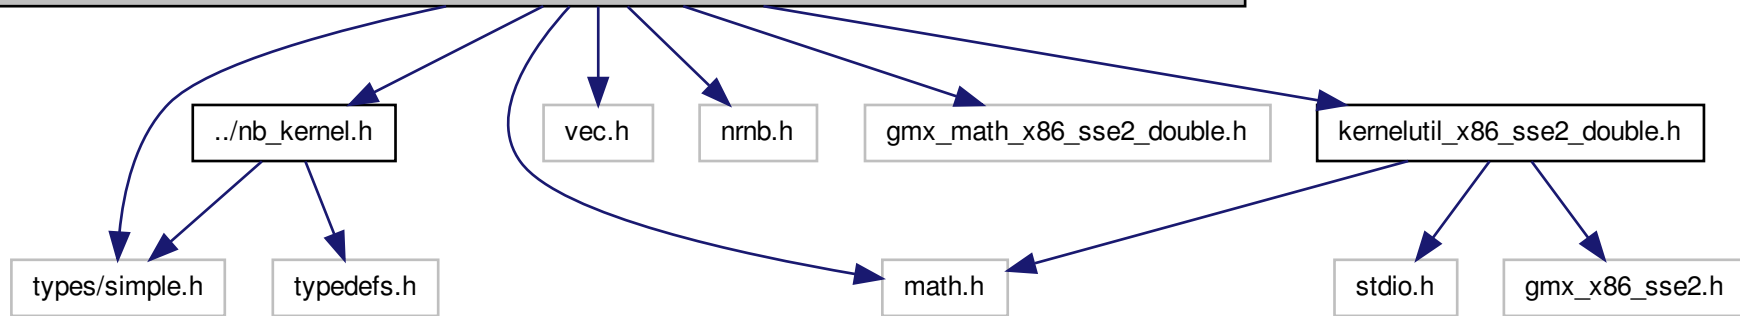 ../nb_kernel.h
vec.h
nrnb.h
gmx_math_x86_sse2_double.h
kernelutil_x86_sse2_double.h
types/simple.h
typedefs.h
math.h
stdio.h
gmx_x86_sse2.h